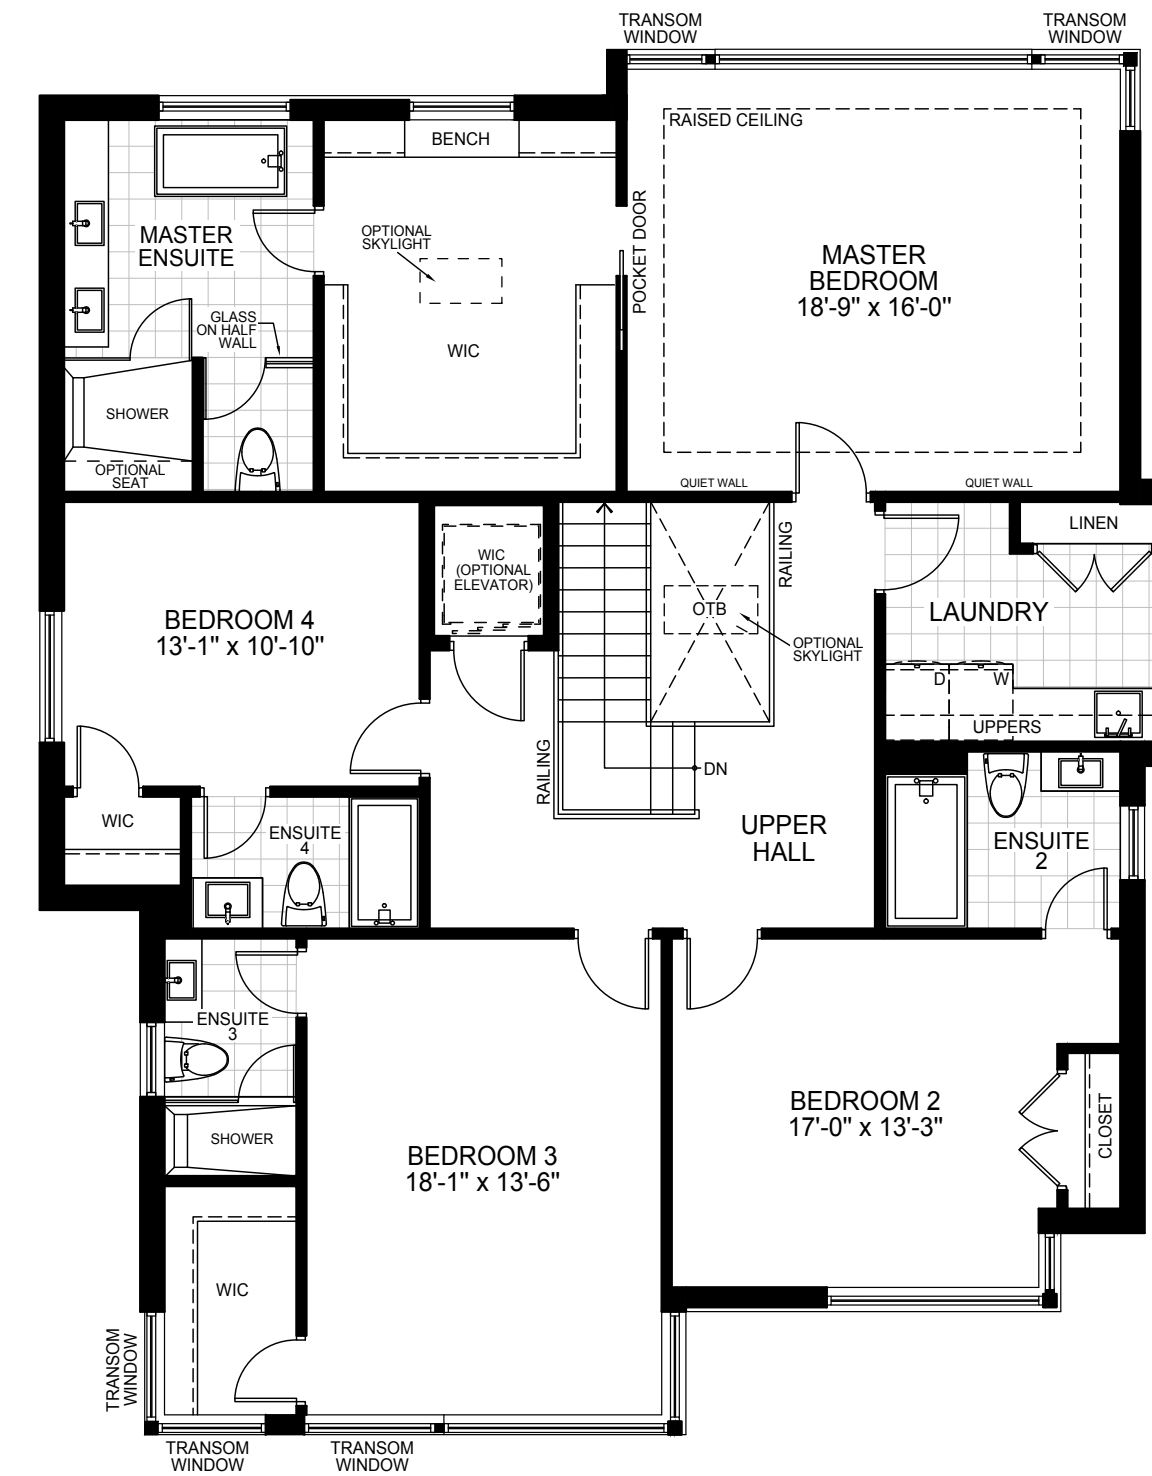 TRANSOM
WINDOW
TRANSOM
WINDOW
RAISED CEILING
BENCH
POCKET DOOR
MASTER
ENSUITE
OPTIONAL
SKYLIGHT
MASTER
BEDROOM
18'-9" x 16'-0"
GLASS
ON HALF
WALL
WIC
SHOWER
OPTIONAL
SEAT
QUIET WALL
QUIET WALL
LINEN
RAILING
WIC
(OPTIONAL
ELEVATOR)
BEDROOM 4
13'-1" x 10'-10"
OTB
LAUNDRY
OPTIONAL
SKYLIGHT
D
W
UPPERS
RAILING
DN
WIC
ENSUITE
4
UPPER
HALL
ENSUITE
2
ENSUITE
3
BEDROOM 2
17'-0" x 13'-3"
CLOSET
SHOWER
BEDROOM 3
18'-1" x 13'-6"
WIC
TRANSOM
WINDOW
TRANSOM
WINDOW
TRANSOM
WINDOW